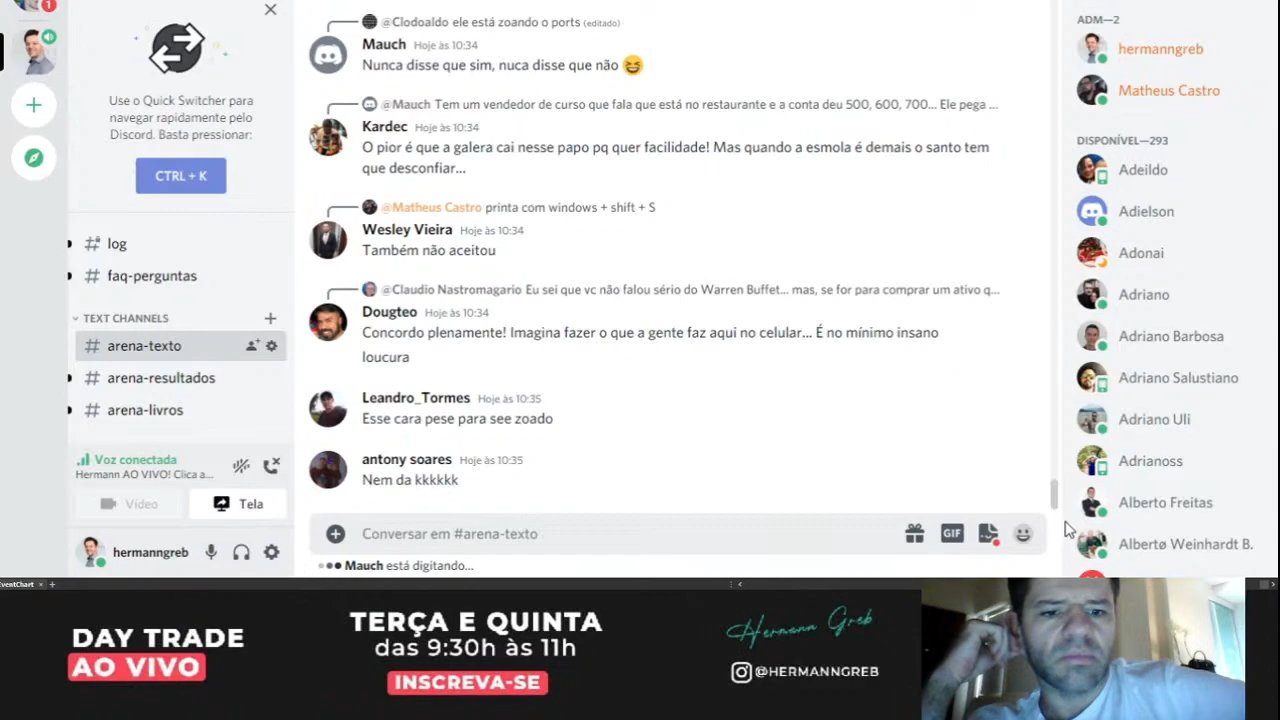 1
Use o Quick Switcher para
navegar rapidamente pelo
Discord. Basta pressionar:
CTRL + K
log
faq-perguntas
TEXT CHANNELS
arena-texto
arena-resultados
arena-livros
Voz conectada
Hermann AO VIVO! Clica a...
Vídeo
Tela
hermanngreb
@Clodoaldo ele está zoando o ports (editado)
Mauch Hoje às 10:34
Nunca disse que sim, nuca disse que não
@Mauch Tem um vendedor de curso que fala que está no restaurante e a conta deu 500, 600, 700... Ele pega ...
Kardec Hoje às 10:34
O pior é que a galera cai nesse papo pq quer facilidade! Mas quando a esmola é demais o santo tem
que desconfiar...
@Matheus Castro printa com windows + shift + S
Wesley Vieira Hoje às 10:34
Também não aceitou
@Claudio Nastromagario Eu sei que vc não falou sério do Warren Buffet... mas, se for para comprar um ativo q...
Dougteo Hoje às 10:34
Concordo plenamente! Imagina fazer o que a gente faz aqui no celular... É no mínimo insano
loucura
Leandro_Tormes Hoje às 10:35
Esse cara pese para see zoado
antony soares Hoje às 10:35
Nem da kkkkkk
Conversar em #arena-texto
GIF
Mauch está digitando...
ADM—2
hermanngreb
Matheus Castro
DISPONÍVEL—293
Adeildo
Adielson
Adonai
Adriano
Adriano Barbosa
Adriano Salustiano
Adriano Uli
Adrianoss
Alberto Freitas
Albertø Weinhardt B.
EventChart
DAY TRADE
AO VIVO
TERÇA E QUINTA
das 9:30h às 11h
INSCREVA-SE
Hermann Greb
@HERMANNGREB